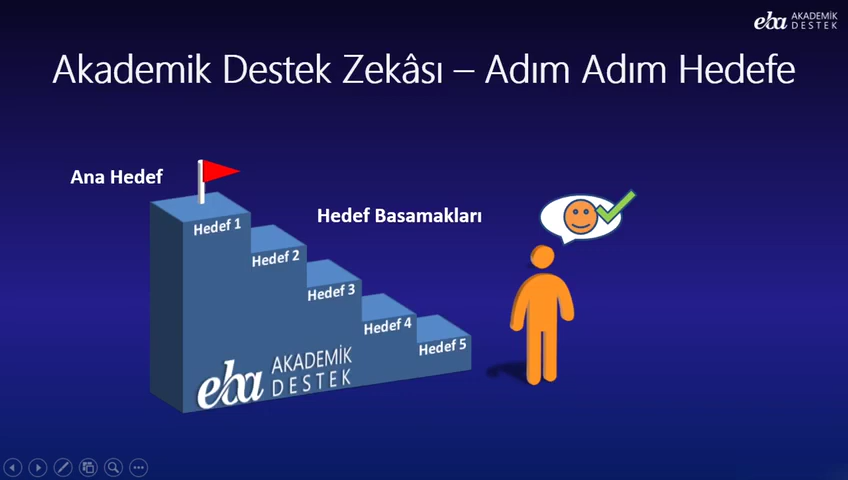 eba AKADEMİK
DESTEK
Akademik Destek Zekâsı – Adım Adım Hedefe
Ana Hedef
Hedef Basamakları
Hedef 1
Hedef 2
Hedef 3
Hedef 4
Hedef 5
eba AKADEMİK
DESTEK